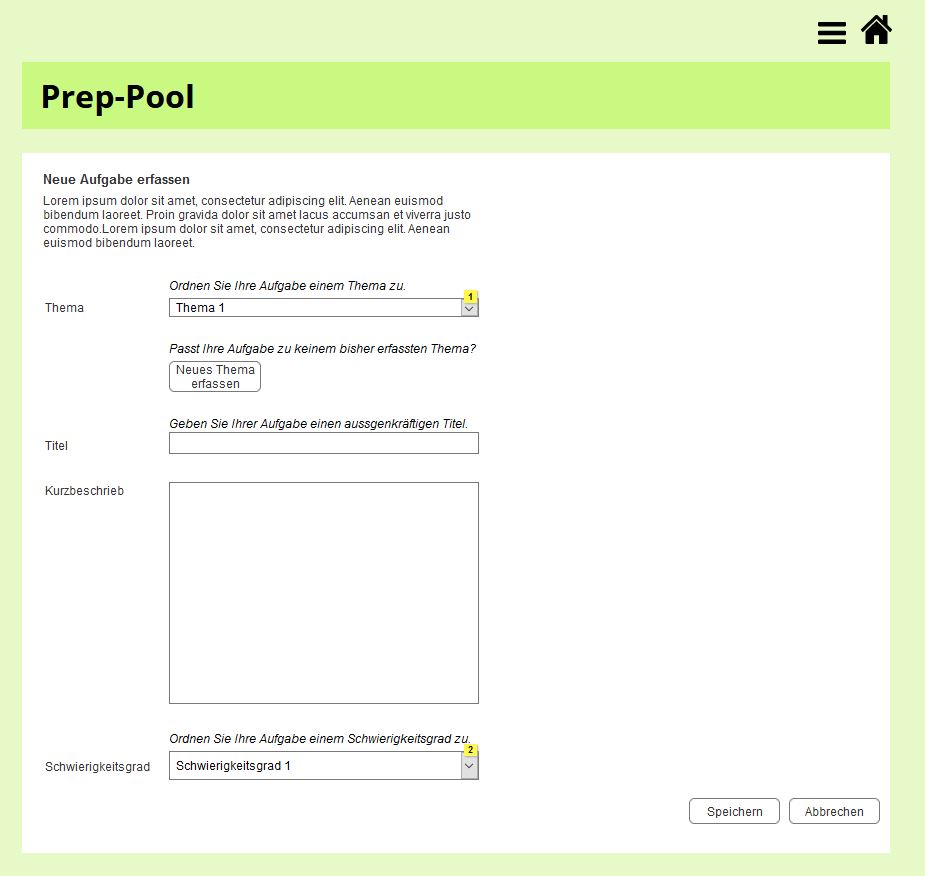 Prep-Pool
Neue Aufgabe erfassen
Lorem ipsum dolor sit amet, consectetur adipiscing elit. Aenean euismod
bibendum laoreet. Proin gravida dolor sit amet lacus accumsan et viverra justo
commodo.Lorem ipsum dolor sit amet, consectetur adipiscing elit. Aenean
euismod bibendum laoreet.
Ordnen Sie Ihre Aufgabe einem Thema zu.
1
Thema
Thema 1
Passt Ihre Aufgabe zu keinem bisher erfassten Thema?
Neues Thema
erfassen
Geben Sie Ihrer Aufgabe einen aussgenkräftigen Titel.
Titel
Kurzbeschrieb
Ordnen Sie Ihre Aufgabe einem Schwierigkeitsgrad zu.
2
Schwierigkeitsgrad
Schwierigkeitsgrad 1
Speichern
Abbrechen